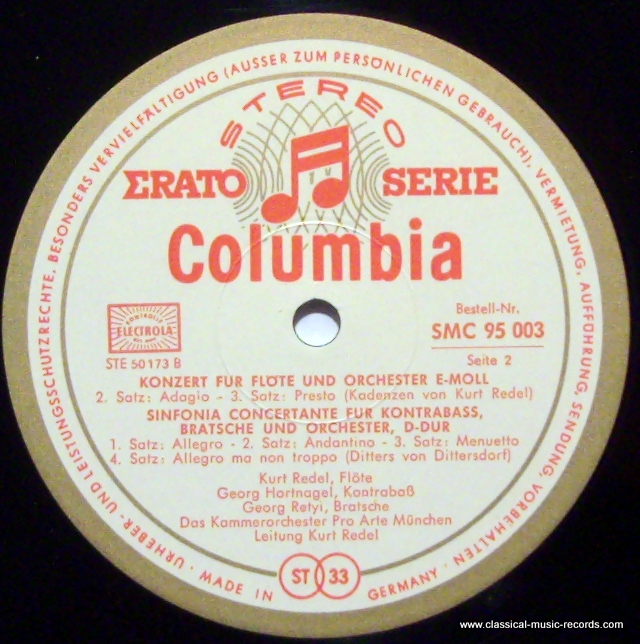 URHEBER- UND LEISTUNGSSCHUTZRECHTE, BESONDERS VERVIELFÄLTIGUNG (AUSSER ZUM PERSÖNLICHEN GEBRAUCH), VERMIETUNG, AUFFÜHRUNG, SENDUNG, VORBEHALTEN ·
STEREO
ERATO SERIE
Columbia
ELECTROLA
STE 50173 B
Bestell-Nr.
SMC 95 003
Seite 2
KONZERT FÜR FLÖTE UND ORCHESTER E-MOLL
2. Satz: Adagio - 3. Satz: Presto (Kadenzen von Kurt Redel)
SINFONIA CONCERTANTE FÜR KONTRABASS,
BRATSCHE UND ORCHESTER, D-DUR
1. Satz: Allegro - 2. Satz: Andantino - 3. Satz: Menuetto
4. Satz: Allegro ma non troppo (Ditters von Dittersdorf)
Kurt Redel, Flöte
Georg Hortnagel, Kontrabaß
Georg Retyi, Bratsche
Das Kammerorchester Pro Arte München
Leitung Kurt Redel
ST 33
MADE IN GERMANY ·
www.classical-music-records.com